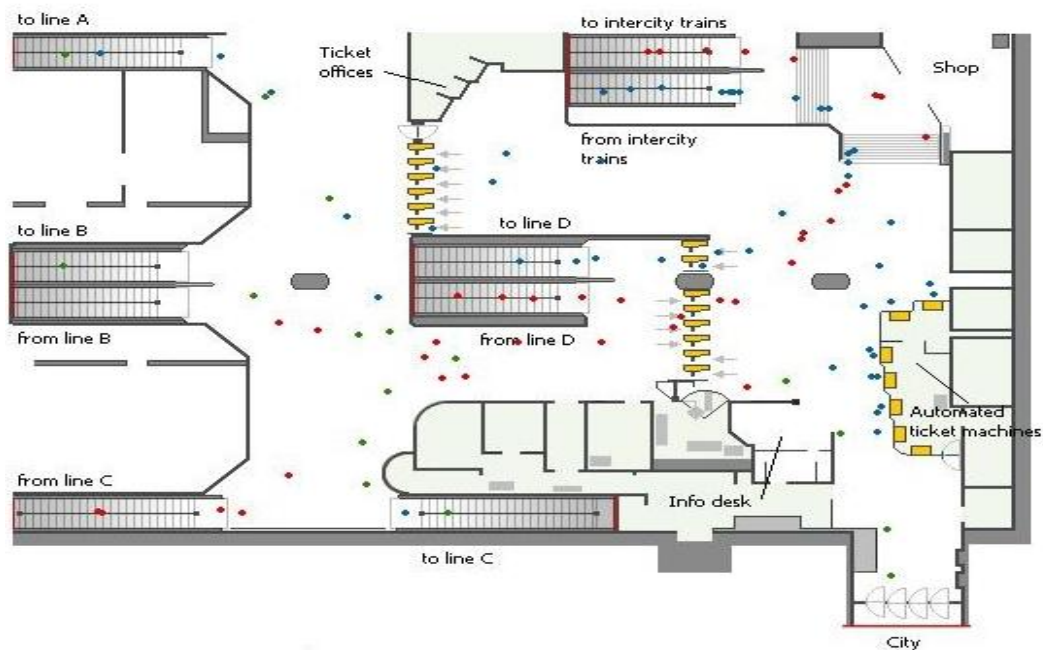 to line A
to intercity trains
Ticket
offices
Shop
from intercity
trains
to line B
to line D
from line B
from line D
Automated
ticket machines
from line C
Info desk
to line C
City